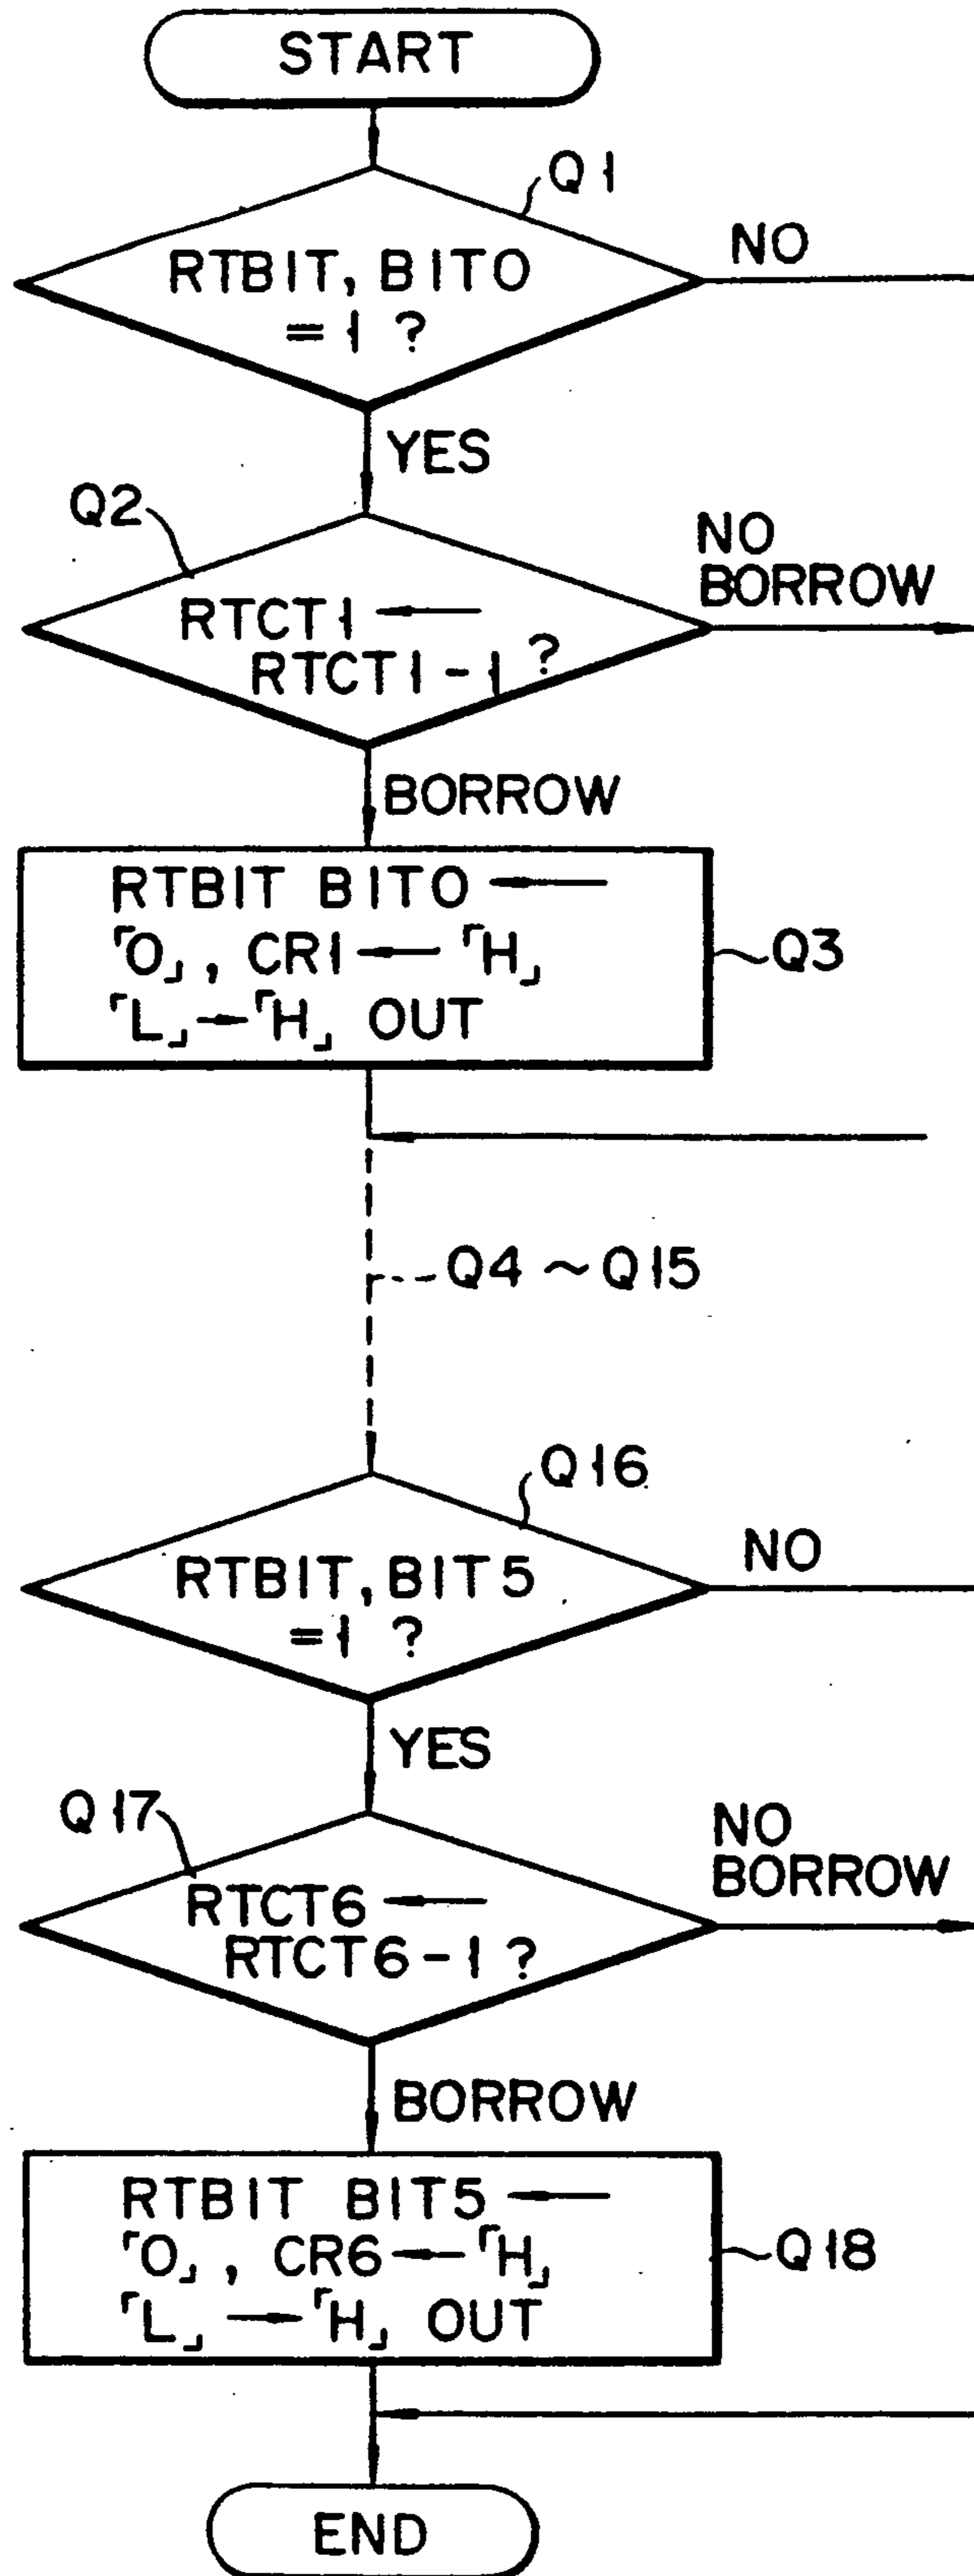 START
Q1
RTBIT, BIT0
= 1 ?
NO
YES
Q2
RTCT1 ←
RTCT1 - 1 ?
NO
BORROW
BORROW
RTBIT BIT0 ←
「0」, CR1 ← 「H」
「L」→「H」 OUT
Q3
Q4 ~ Q15
Q16
RTBIT, BIT5
= 1 ?
NO
YES
Q17
RTCT6 ←
RTCT6 - 1 ?
NO
BORROW
BORROW
RTBIT BIT5 ←
「0」, CR6 ← 「H」
「L」 → 「H」 OUT
Q18
END